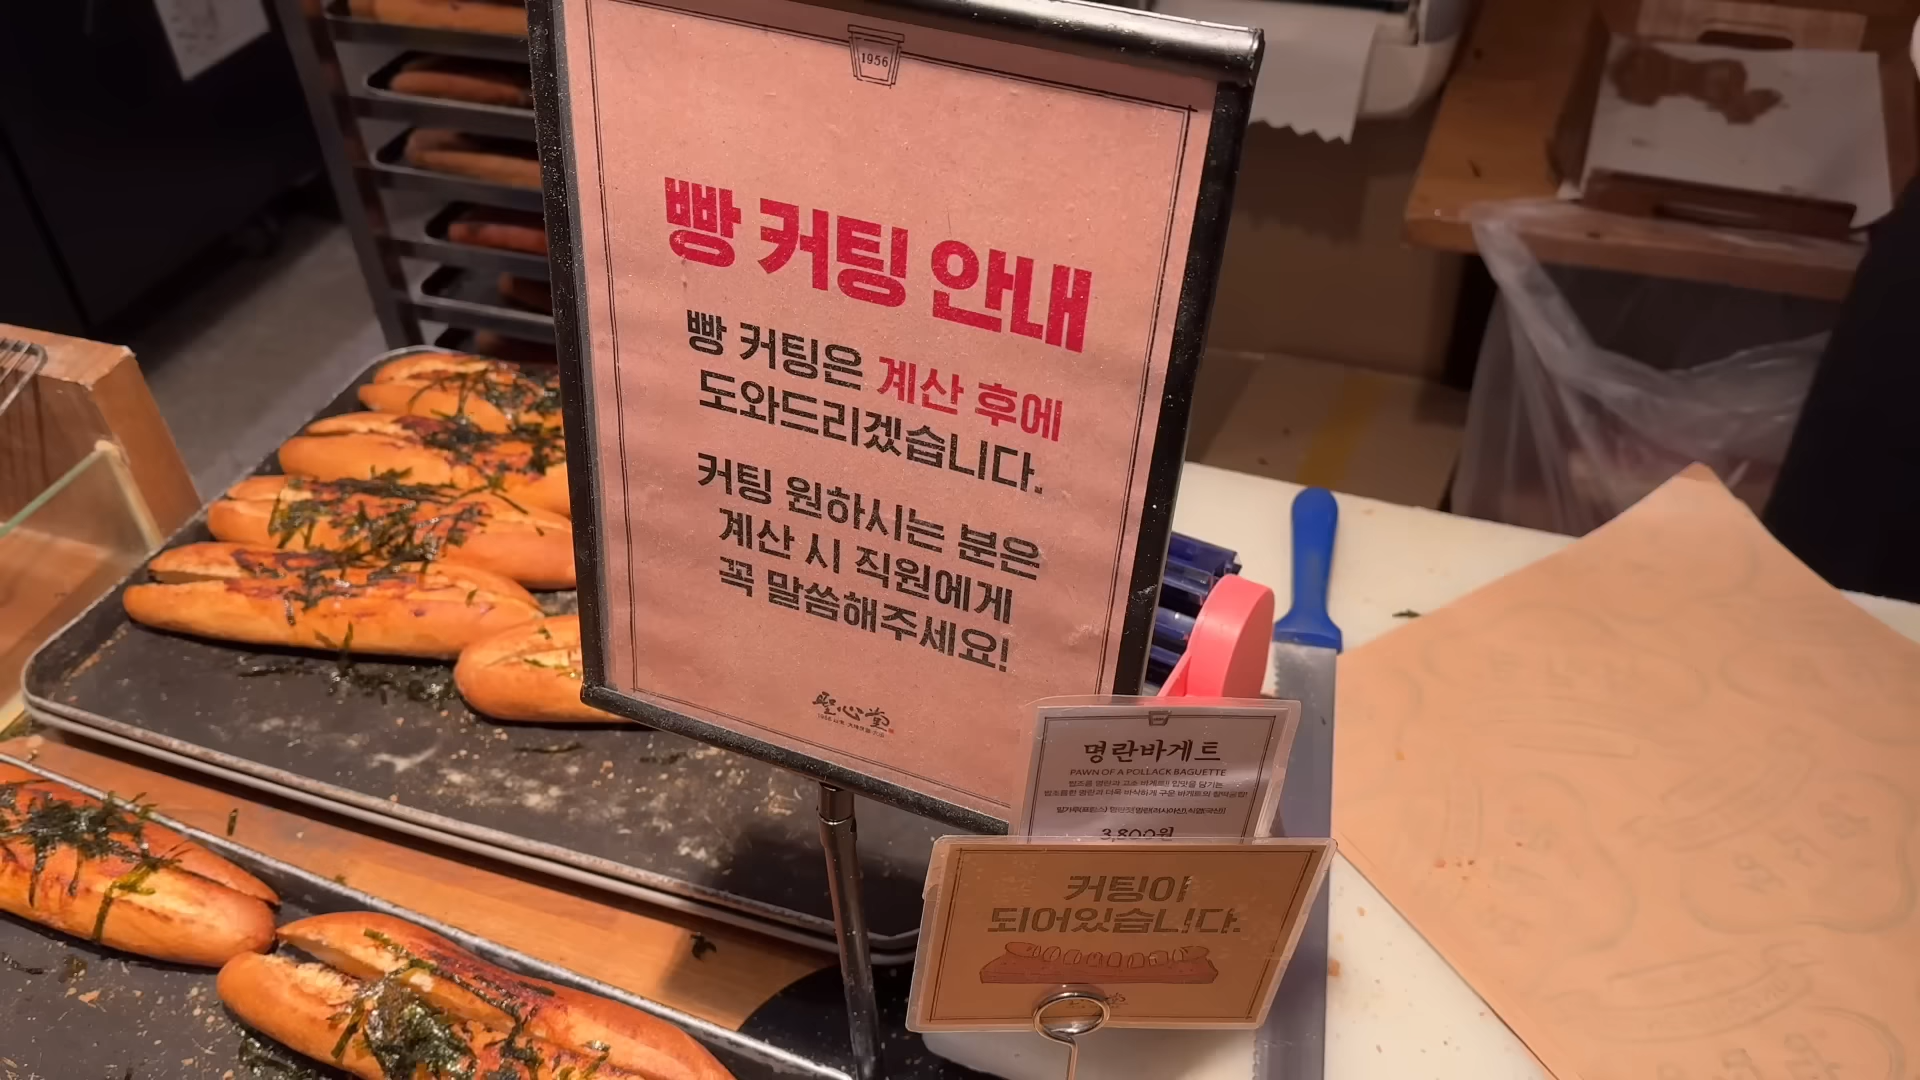 1956
빵 커팅 안내
빵 커팅은 계산 후에
도와드리겠습니다.
커팅 원하시는 분은
계산 시 직원에게
꼭 말씀해주세요!
聖心堂
명란바게트
PAWN OF A POLLACK BAGUETTE
3,800원
커팅이
되어있습니다.